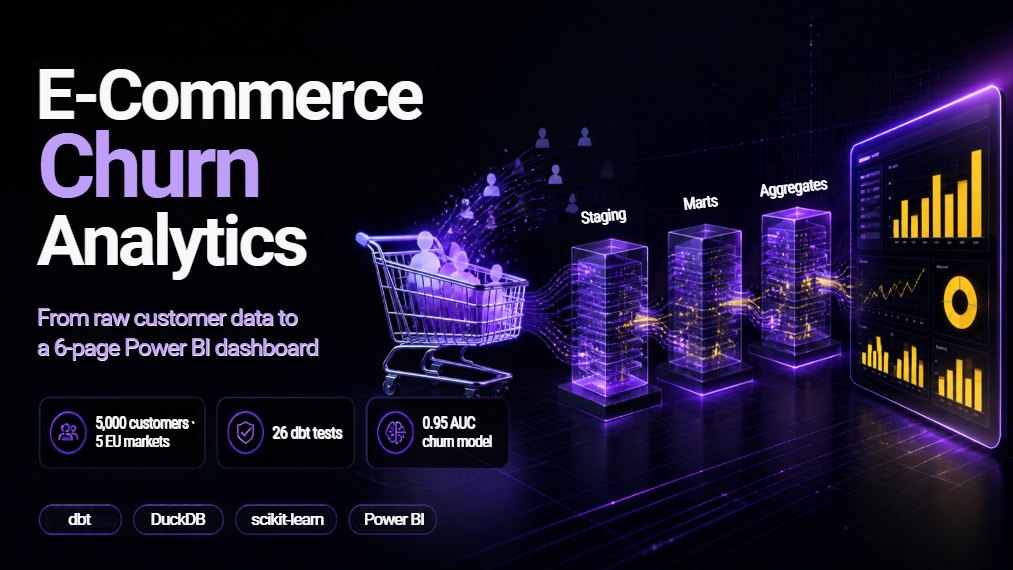 E-Commerce
Churn
Analytics
From raw customer data to
a 6-page Power BI dashboard
5,000 customers ·
5 EU markets
26 dbt tests
0.95 AUC
churn model
dbt
DuckDB
scikit-learn
Power BI
Staging
Marts
Aggregates